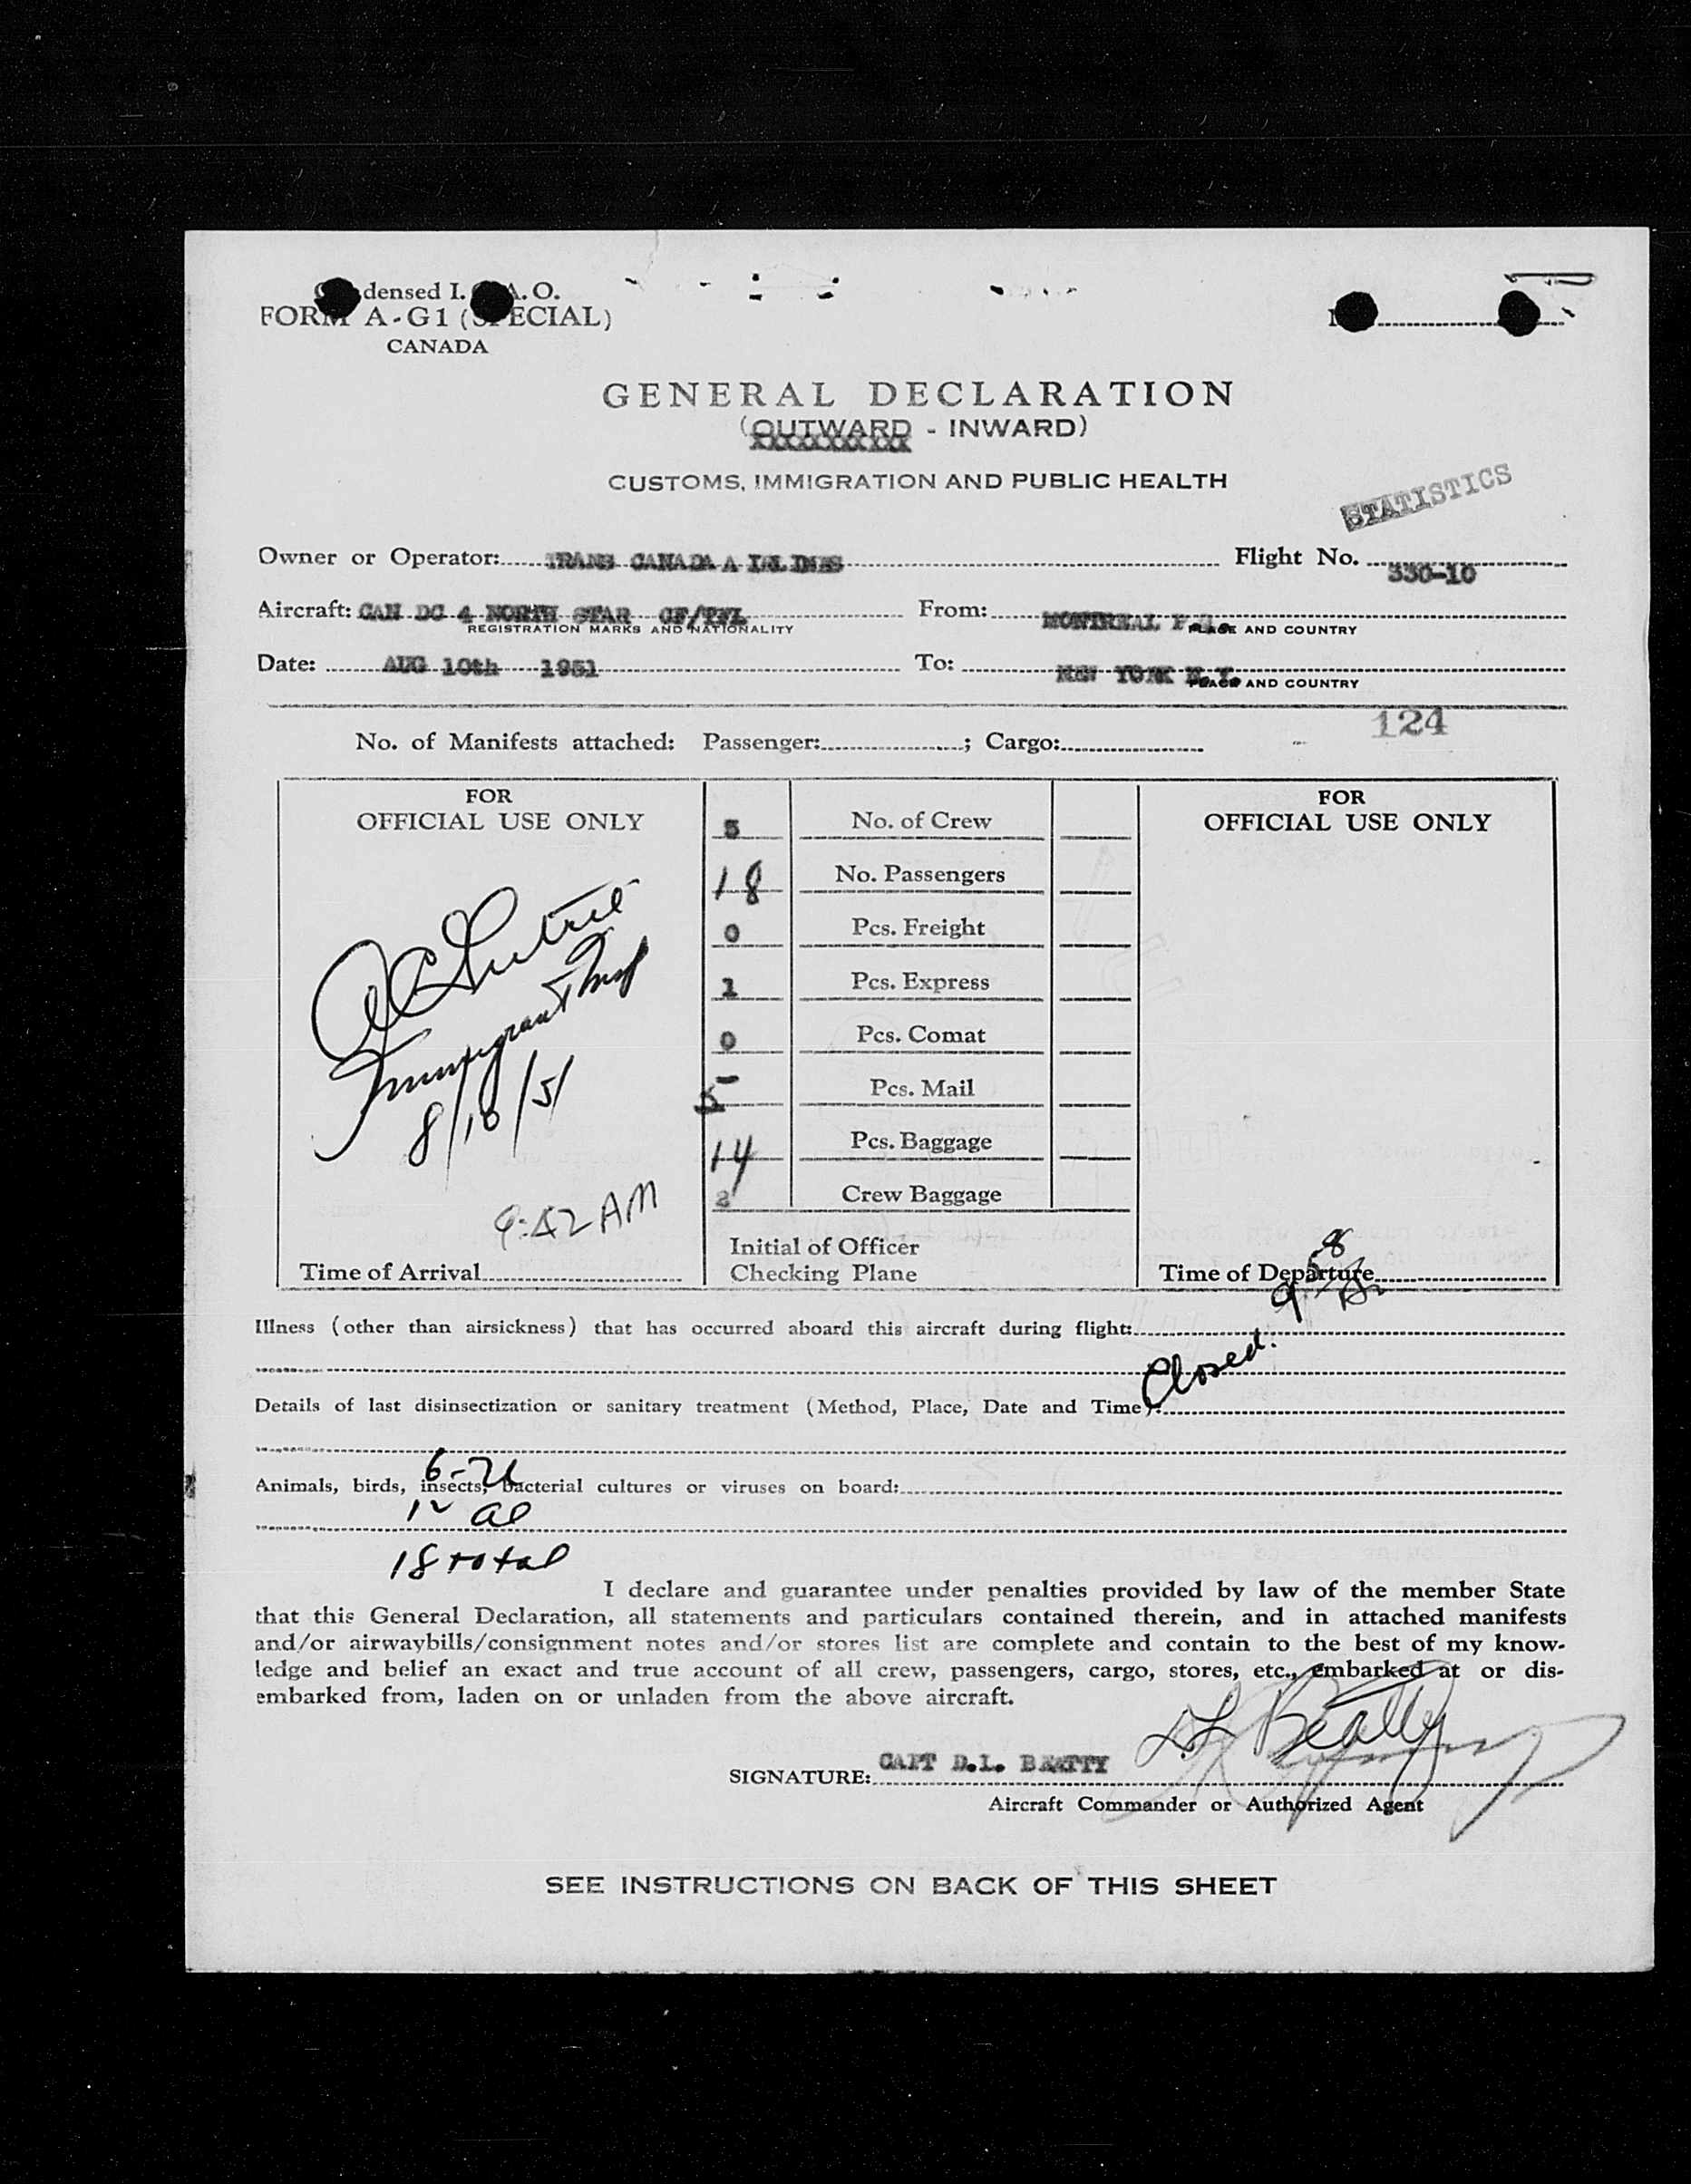 densed I. A. O.
FORM A-G1 (SPECIAL)
CANADA
GENERAL DECLARATION
(OUTWARD - INWARD)
XXXXXXXXXX
CUSTOMS, IMMIGRATION AND PUBLIC HEALTH
STATISTICS
Owner or Operator: TRANS CANADA A IRLINES Flight No. 330-10
Aircraft: CAN DC 4 NORTH STAR CF/TFL From: MONTREAL P.Q.
REGISTRATION MARKS AND NATIONALITY PLACE AND COUNTRY
Date: AUG 10th 1951 To: NEW YORK N.Y.
PLACE AND COUNTRY
124
No. of Manifests attached: Passenger: ; Cargo:
FOR
OFFICIAL USE ONLY
5 No. of Crew
18 No. Passengers
0 Pcs. Freight
1 Pcs. Express
0 Pcs. Comat
Pcs. Mail
14 Pcs. Baggage
2 Crew Baggage
Initial of Officer
Checking Plane
Immigrant Insp
8/10/51
9:42 AM
Time of Arrival
FOR
OFFICIAL USE ONLY
Time of Departure
Illness (other than airsickness) that has occurred aboard this aircraft during flight:
Closed. 9:58
Details of last disinsectization or sanitary treatment (Method, Place, Date and Time):
Animals, birds, insects, bacterial cultures or viruses on board:
12 al
18 total
I declare and guarantee under penalties provided by law of the member State
that this General Declaration, all statements and particulars contained therein, and in attached manifests
and/or airwaybills/consignment notes and/or stores list are complete and contain to the best of my know-
ledge and belief an exact and true account of all crew, passengers, cargo, stores, etc., embarked at or dis-
embarked from, laden on or unladen from the above aircraft.
SIGNATURE: CAPT D.L. BEATTY DL Beatty
Aircraft Commander or Authorized Agent
SEE INSTRUCTIONS ON BACK OF THIS SHEET